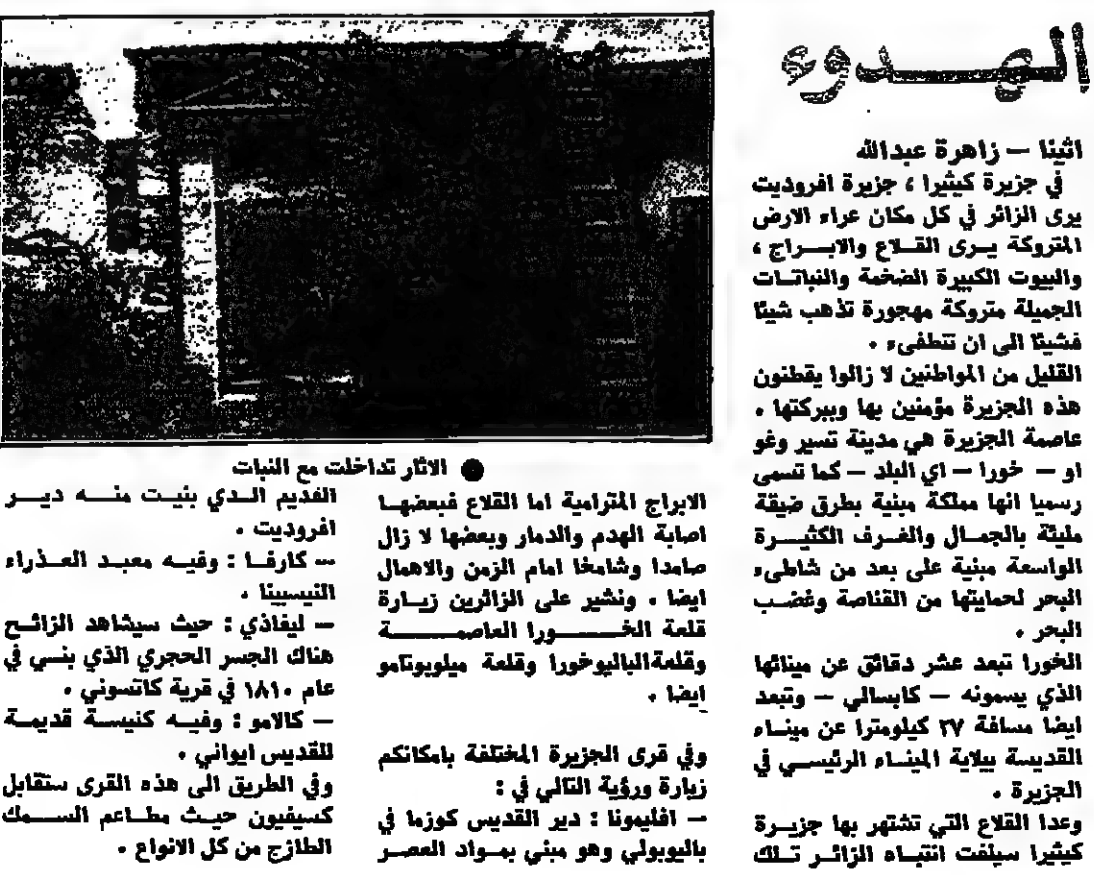 الهدوء
اثينا — زاهرة عبدالله
في جزيرة كيثيرا ، جزيرة افروديت
يرى الزائر في كل مكان عراء الارض
المتروكة يرى القلاع والابراج ،
والبيوت الكبيرة الضخمة والنباتات
الجميلة متروكة مهجورة تذهب شيئا
فشيئا الى ان تنطفىء .
القليل من المواطنين لا زالوا يقطنون
هذه الجزيرة مؤمنين بها وببركتها .
عاصمة الجزيرة هي مدينة تسير وغو
او — خورا — اي البلد — كما تسمى
رسميا انها مملكة مبنية بطرق ضيقة
مليئة بالجمال والغرف الكثيرة
الواسعة مبنية على بعد من شاطىء
البحر لحمايتها من القناصة وغضب
البحر .
الخورا تبعد عشر دقائق عن مينائها
الذي يسمونه — كابسالي — وتبعد
ايضا مسافة ٢٧ كيلومترا عن ميناء
القديسة بيلاية الميناء الرئيسي في
الجزيرة .
وعدا القلاع التي تشتهر بها جزيرة
كيثيرا سيلفت انتباه الزائر تلك
● الاثار تداخلت مع النبات
الابراج المترامية اما القلاع فبعضها
اصابة الهدم والدمار وبعضها لا زال
صامدا وشامخا امام الزمن والاهمال
ايضا . ونشير على الزائرين زيارة
قلعة الخورا العاصمة
وقلعةالباليوخورا وقلعة ميلوبوتامو
ايضا .
وفي قرى الجزيرة المختلفة بامكانكم
زيارة ورؤية التالي في :
— افليمونا : دير القديس كوزما في
باليوبولي وهو مبني بمواد العصر
القديم الدي بنيت منه دير
افروديت .
— كارفا : وفيه معبد العذراء
النيسيينا .
— ليفاذي : حيث سيشاهد الزائح
هناك الجسر الحجري الذي بنسي في
عام ١٨١٠ في قرية كاتسوني .
— كالامو : وفيه كنيسة قديمة
للقديس ايواني .
وفي الطريق الى هذه القرى ستقابل
كسيفيون حيث مطاعم السمك
الطازج من كل الانواع .